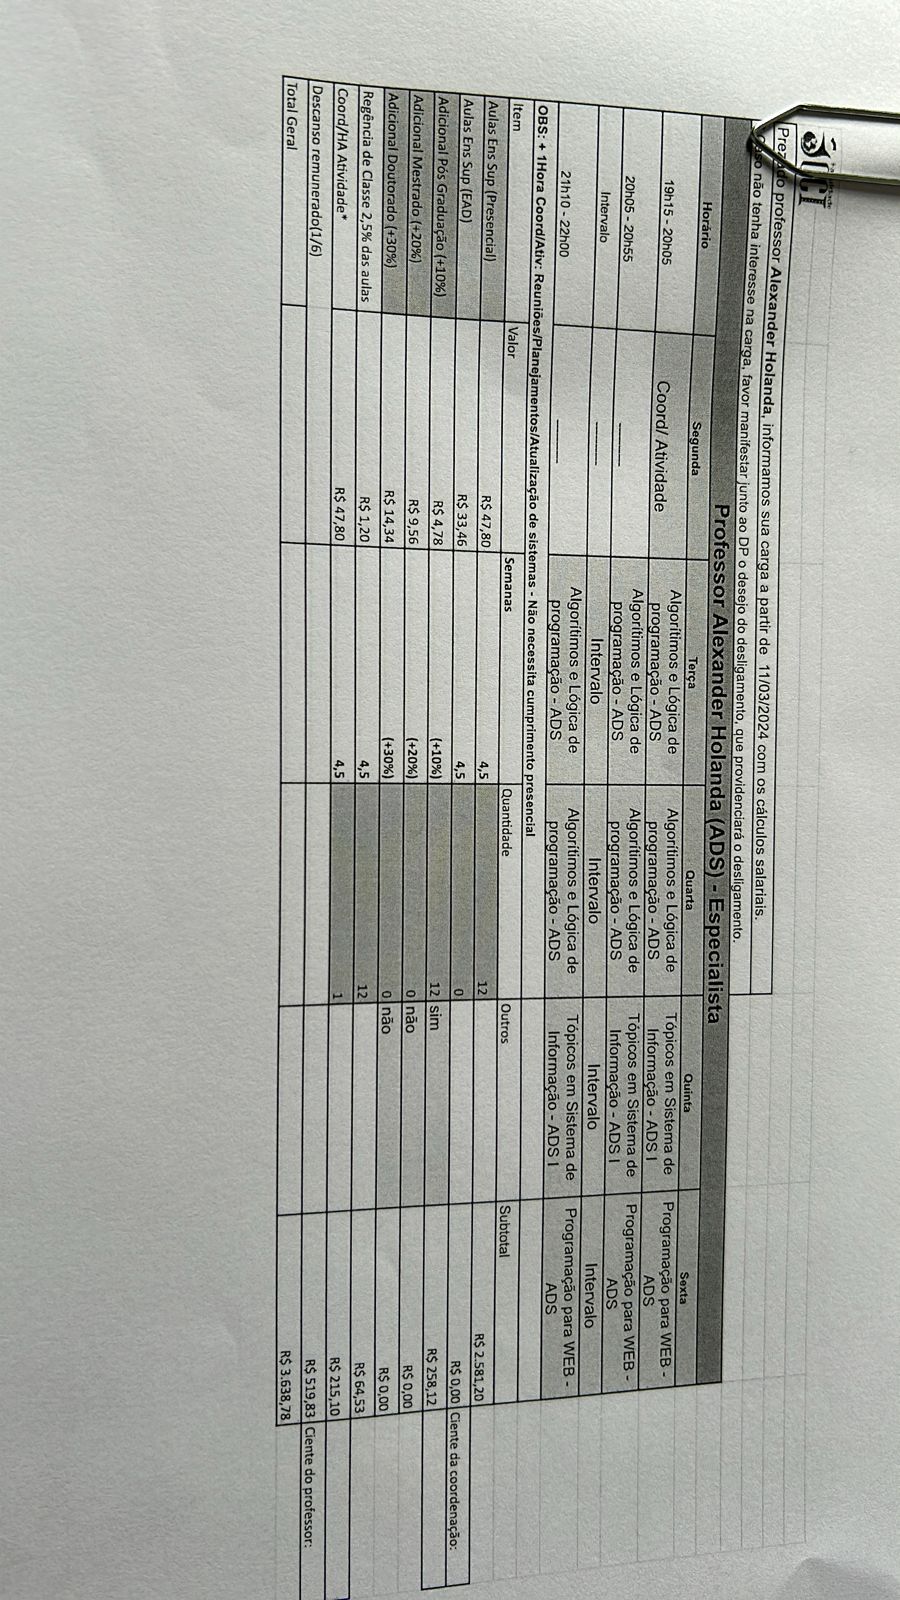 Prezado professor Alexander Holanda, informamos sua carga a partir de 11/03/2024 com os cálculos salariais.
não tenha interesse na carga, favor manifestar junto ao DP o desejo do desligamento, que providenciará o desligamento.
Professor Alexander Holanda (ADS) - Especialista
Horário Segunda Terça Quarta Quinta Sexta
19h15 - 20h05 Coord/ Atividade Algorítimos e Lógica de programação - ADS Algorítimos e Lógica de programação - ADS Tópicos em Sistema de Informação - ADS I Programação para WEB - ADS
20h05 - 20h55 ______ Algorítimos e Lógica de programação - ADS Algorítimos e Lógica de programação - ADS Tópicos em Sistema de Informação - ADS I Programação para WEB - ADS
Intervalo ______ Intervalo Intervalo Intervalo Intervalo
21h10 - 22h00 ______ Algorítimos e Lógica de programação - ADS Algorítimos e Lógica de programação - ADS Tópicos em Sistema de Informação - ADS I Programação para WEB - ADS
OBS: + 1Hora Coord/Ativ: Reuniões/Planejamentos/Atualização de sistemas - Não necessita cumprimento presencial
Item Valor Semanas Quantidade Outros Subtotal
Aulas Ens Sup (Presencial) R$ 47,80 4,5 12 R$ 2.581,20
Aulas Ens Sup (EAD) R$ 33,46 4,5 0 R$ 0,00 Ciente da coordenação:
Adicional Pós Graduação (+10%) R$ 4,78 (+10%) 12 sim R$ 258,12
Adicional Mestrado (+20%) R$ 9,56 (+20%) 0 não R$ 0,00
Adicional Doutorado (+30%) R$ 14,34 (+30%) 0 não R$ 0,00
Regência de Classe 2,5% das aulas R$ 1,20 4,5 12 R$ 64,53
Coord/HA Atividade* R$ 47,80 4,5 1 R$ 215,10
Descanso remunerado(1/6) R$ 519,83 Ciente do professor:
Total Geral R$ 3.638,78